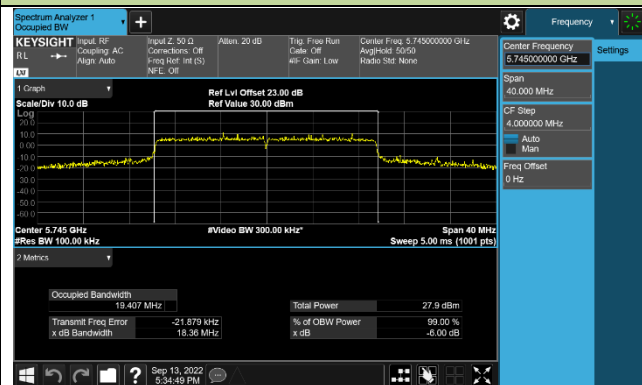 Spectrum Analyzer 1
Occupied BW
+
Frequency
KEYSIGHT
RL
LXI
Input: RF
Coupling: AC
Align: Auto
Input Z: 50 Ω
Corrections: Off
Freq Ref: Int (S)
NFE: Off
Atten: 20 dB
Trig: Free Run
Gate: Off
#IF Gain: Low
Center Freq: 5.745000000 GHz
Avg|Hold: 50/50
Radio Std: None
Center Frequency
5.745000000 GHz
Settings
Span
40.000 MHz
CF Step
4.000000 MHz
Auto
Man
Freq Offset
0 Hz
1 Graph
Scale/Div 10.0 dB
Ref Lvl Offset 23.00 dB
Ref Value 30.00 dBm
Log
20.0
10.0
0.00
-10.0
-20.0
-30.0
-40.0
-50.0
-60.0
Center 5.745 GHz
#Res BW 100.00 kHz
#Video BW 300.00 kHz*
Span 40 MHz
Sweep 5.00 ms (1001 pts)
2 Metrics
Occupied Bandwidth
19.407 MHz
Total Power 27.9 dBm
Transmit Freq Error -21.879 kHz
% of OBW Power 99.00 %
x dB Bandwidth 18.36 MHz
x dB -6.00 dB
?
Sep 13, 2022
5:34:49 PM